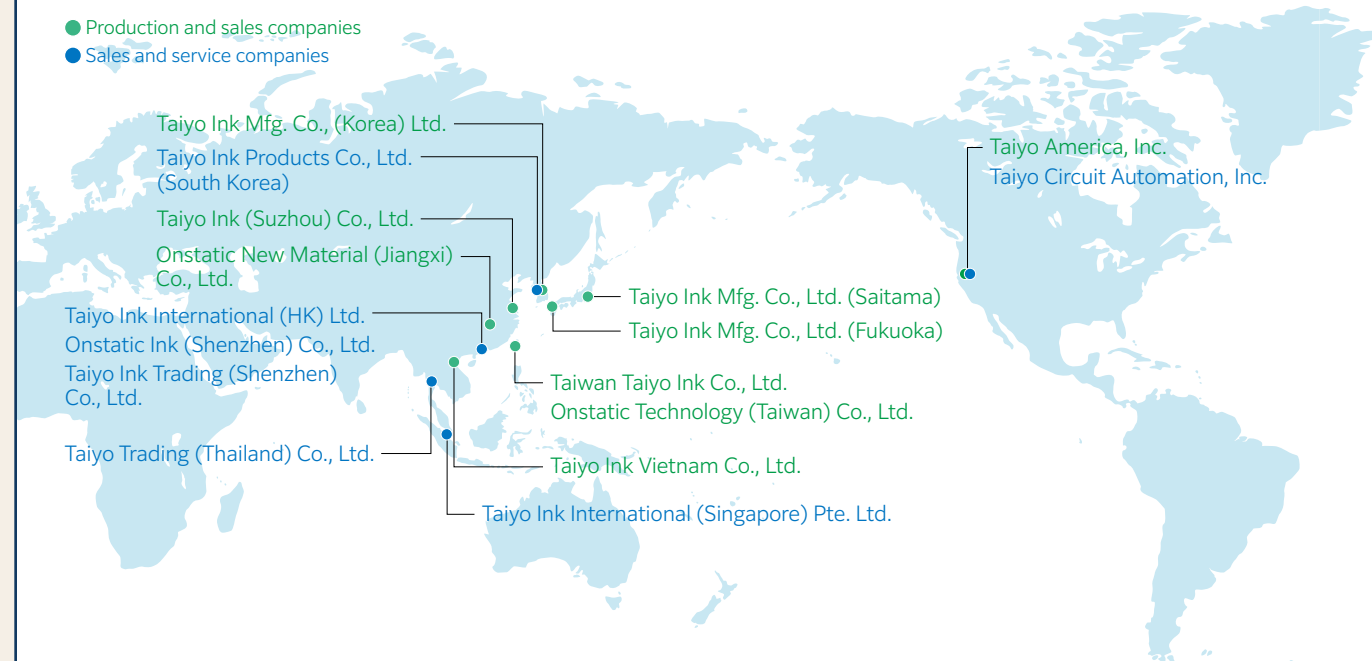 Production and sales companies
Sales and service companies
Taiyo Ink Mfg. Co., (Korea) Ltd.
Taiyo Ink Products Co., Ltd.
(South Korea)
Taiyo Ink (Suzhou) Co., Ltd.
Onstatic New Material (Jiangxi)
Co., Ltd.
Taiyo Ink International (HK) Ltd.
Onstatic Ink (Shenzhen) Co., Ltd.
Taiyo Ink Trading (Shenzhen)
Co., Ltd.
Taiyo Trading (Thailand) Co., Ltd.
Taiyo Ink Mfg. Co., Ltd. (Saitama)
Taiyo Ink Mfg. Co., Ltd. (Fukuoka)
Taiwan Taiyo Ink Co., Ltd.
Onstatic Technology (Taiwan) Co., Ltd.
Taiyo Ink Vietnam Co., Ltd.
Taiyo Ink International (Singapore) Pte. Ltd.
Taiyo America, Inc.
Taiyo Circuit Automation, Inc.